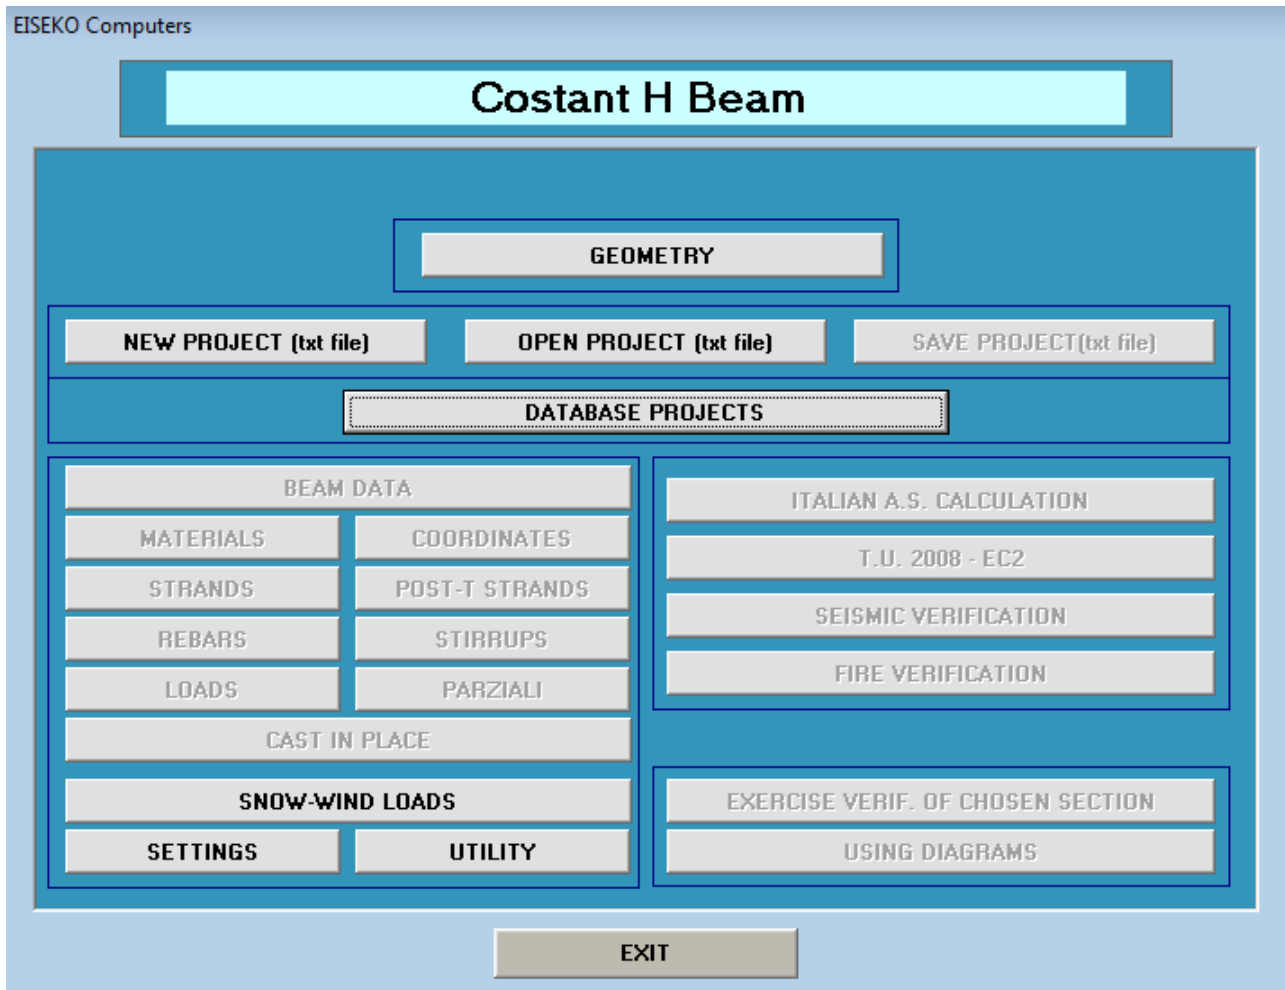 EISEKO Computers
Costant H Beam
GEOMETRY
NEW PROJECT (txt file)
OPEN PROJECT (txt file)
SAVE PROJECT(txt file)
DATABASE PROJECTS
BEAM DATA
MATERIALS
COORDINATES
STRANDS
POST-T STRANDS
REBARS
STIRRUPS
LOADS
PARZIALI
CAST IN PLACE
SNOW-WIND LOADS
SETTINGS
UTILITY
ITALIAN A.S. CALCULATION
T.U. 2008 - EC2
SEISMIC VERIFICATION
FIRE VERIFICATION
EXERCISE VERIF. OF CHOSEN SECTION
USING DIAGRAMS
EXIT